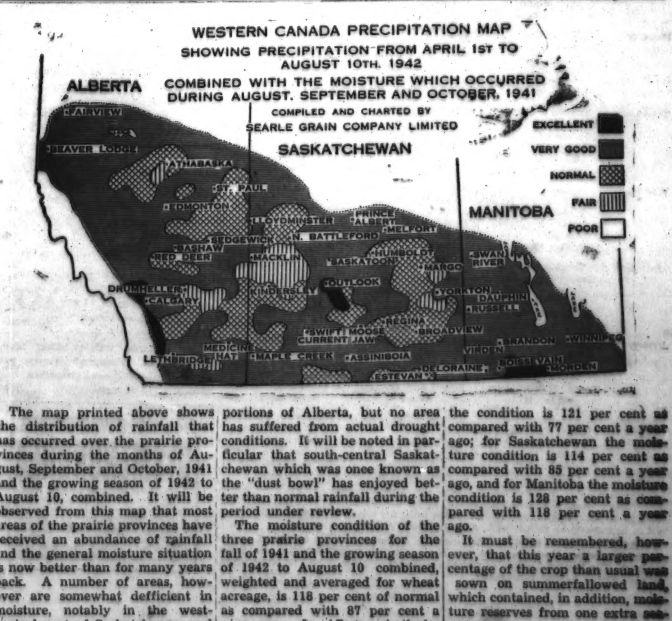 WESTERN CANADA PRECIPITATION MAP
SHOWING PRECIPITATION FROM APRIL 1ST TO
AUGUST 10TH, 1942
COMBINED WITH THE MOISTURE WHICH OCCURRED
DURING AUGUST, SEPTEMBER AND OCTOBER, 1941
COMPILED AND CHARTED BY
SEARLE GRAIN COMPANY LIMITED
ALBERTA
SASKATCHEWAN
MANITOBA
EXCELLENT
VERY GOOD
NORMAL
FAIR
POOR
FAIRVIEW
BEAVER LODGE
ATHABASKA
ST. PAUL
EDMONTON
LLOYDMINSTER
PRINCE
ALBERT
MELFORT
SEDGEWICK
N. BATTLEFORD
BASHAW
RED DEER
MACKLIN
HUMBOLDT
SASKATOON
MARGO
SWAN
RIVER
DRUMHELLER
CALGARY
KINDERSLEY
OUTLOOK
YORKTON
DAUPHIN
RUSSELL
REGINA
BROADVIEW
SWIFT
CURRENT
MOOSE
JAW
MEDICINE
HAT
MAPLE CREEK
ASSINIBOIA
LETHBRIDGE
ESTEVAN
DELORAINE
VIRDEN
BRANDON
WINNIPEG
BOISSEVAIN
MORDEN
The map printed above shows
the distribution of rainfall that
has occurred over the prairie pro-
vinces during the months of Au-
gust, September and October, 1941
and the growing season of 1942 to
August 10, combined. It will be
observed from this map that most
areas of the prairie provinces have
received an abundance of rainfall
and the general moisture situation
is now better than for many years
back. A number of areas, how-
ever are somewhat defficient in
moisture, notably in the west-
portions of Alberta, but no area
has suffered from actual drought
conditions. It will be noted in par-
ticular that south-central Saskat-
chewan which was once known as
the "dust bowl" has enjoyed bet-
ter than normal rainfall during the
period under review.
The moisture condition of the
three prairie provinces for the
fall of 1941 and the growing season
of 1942 to August 10 combined,
weighted and averaged for wheat
acreage, is 118 per cent of normal
as compared with 87 per cent a
the condition is 121 per cent as
compared with 77 per cent a year
ago; for Saskatchewan the mois-
ture condition is 114 per cent as
compared with 85 per cent a year
ago, and for Manitoba the moisture
condition is 128 per cent as com-
pared with 118 per cent a year
ago.
It must be remembered, how-
ever, that this year a larger per-
centage of the crop than usual was
sown on summerfallowed land,
which contained, in addition, mois-
ture reserves from one extra sea-